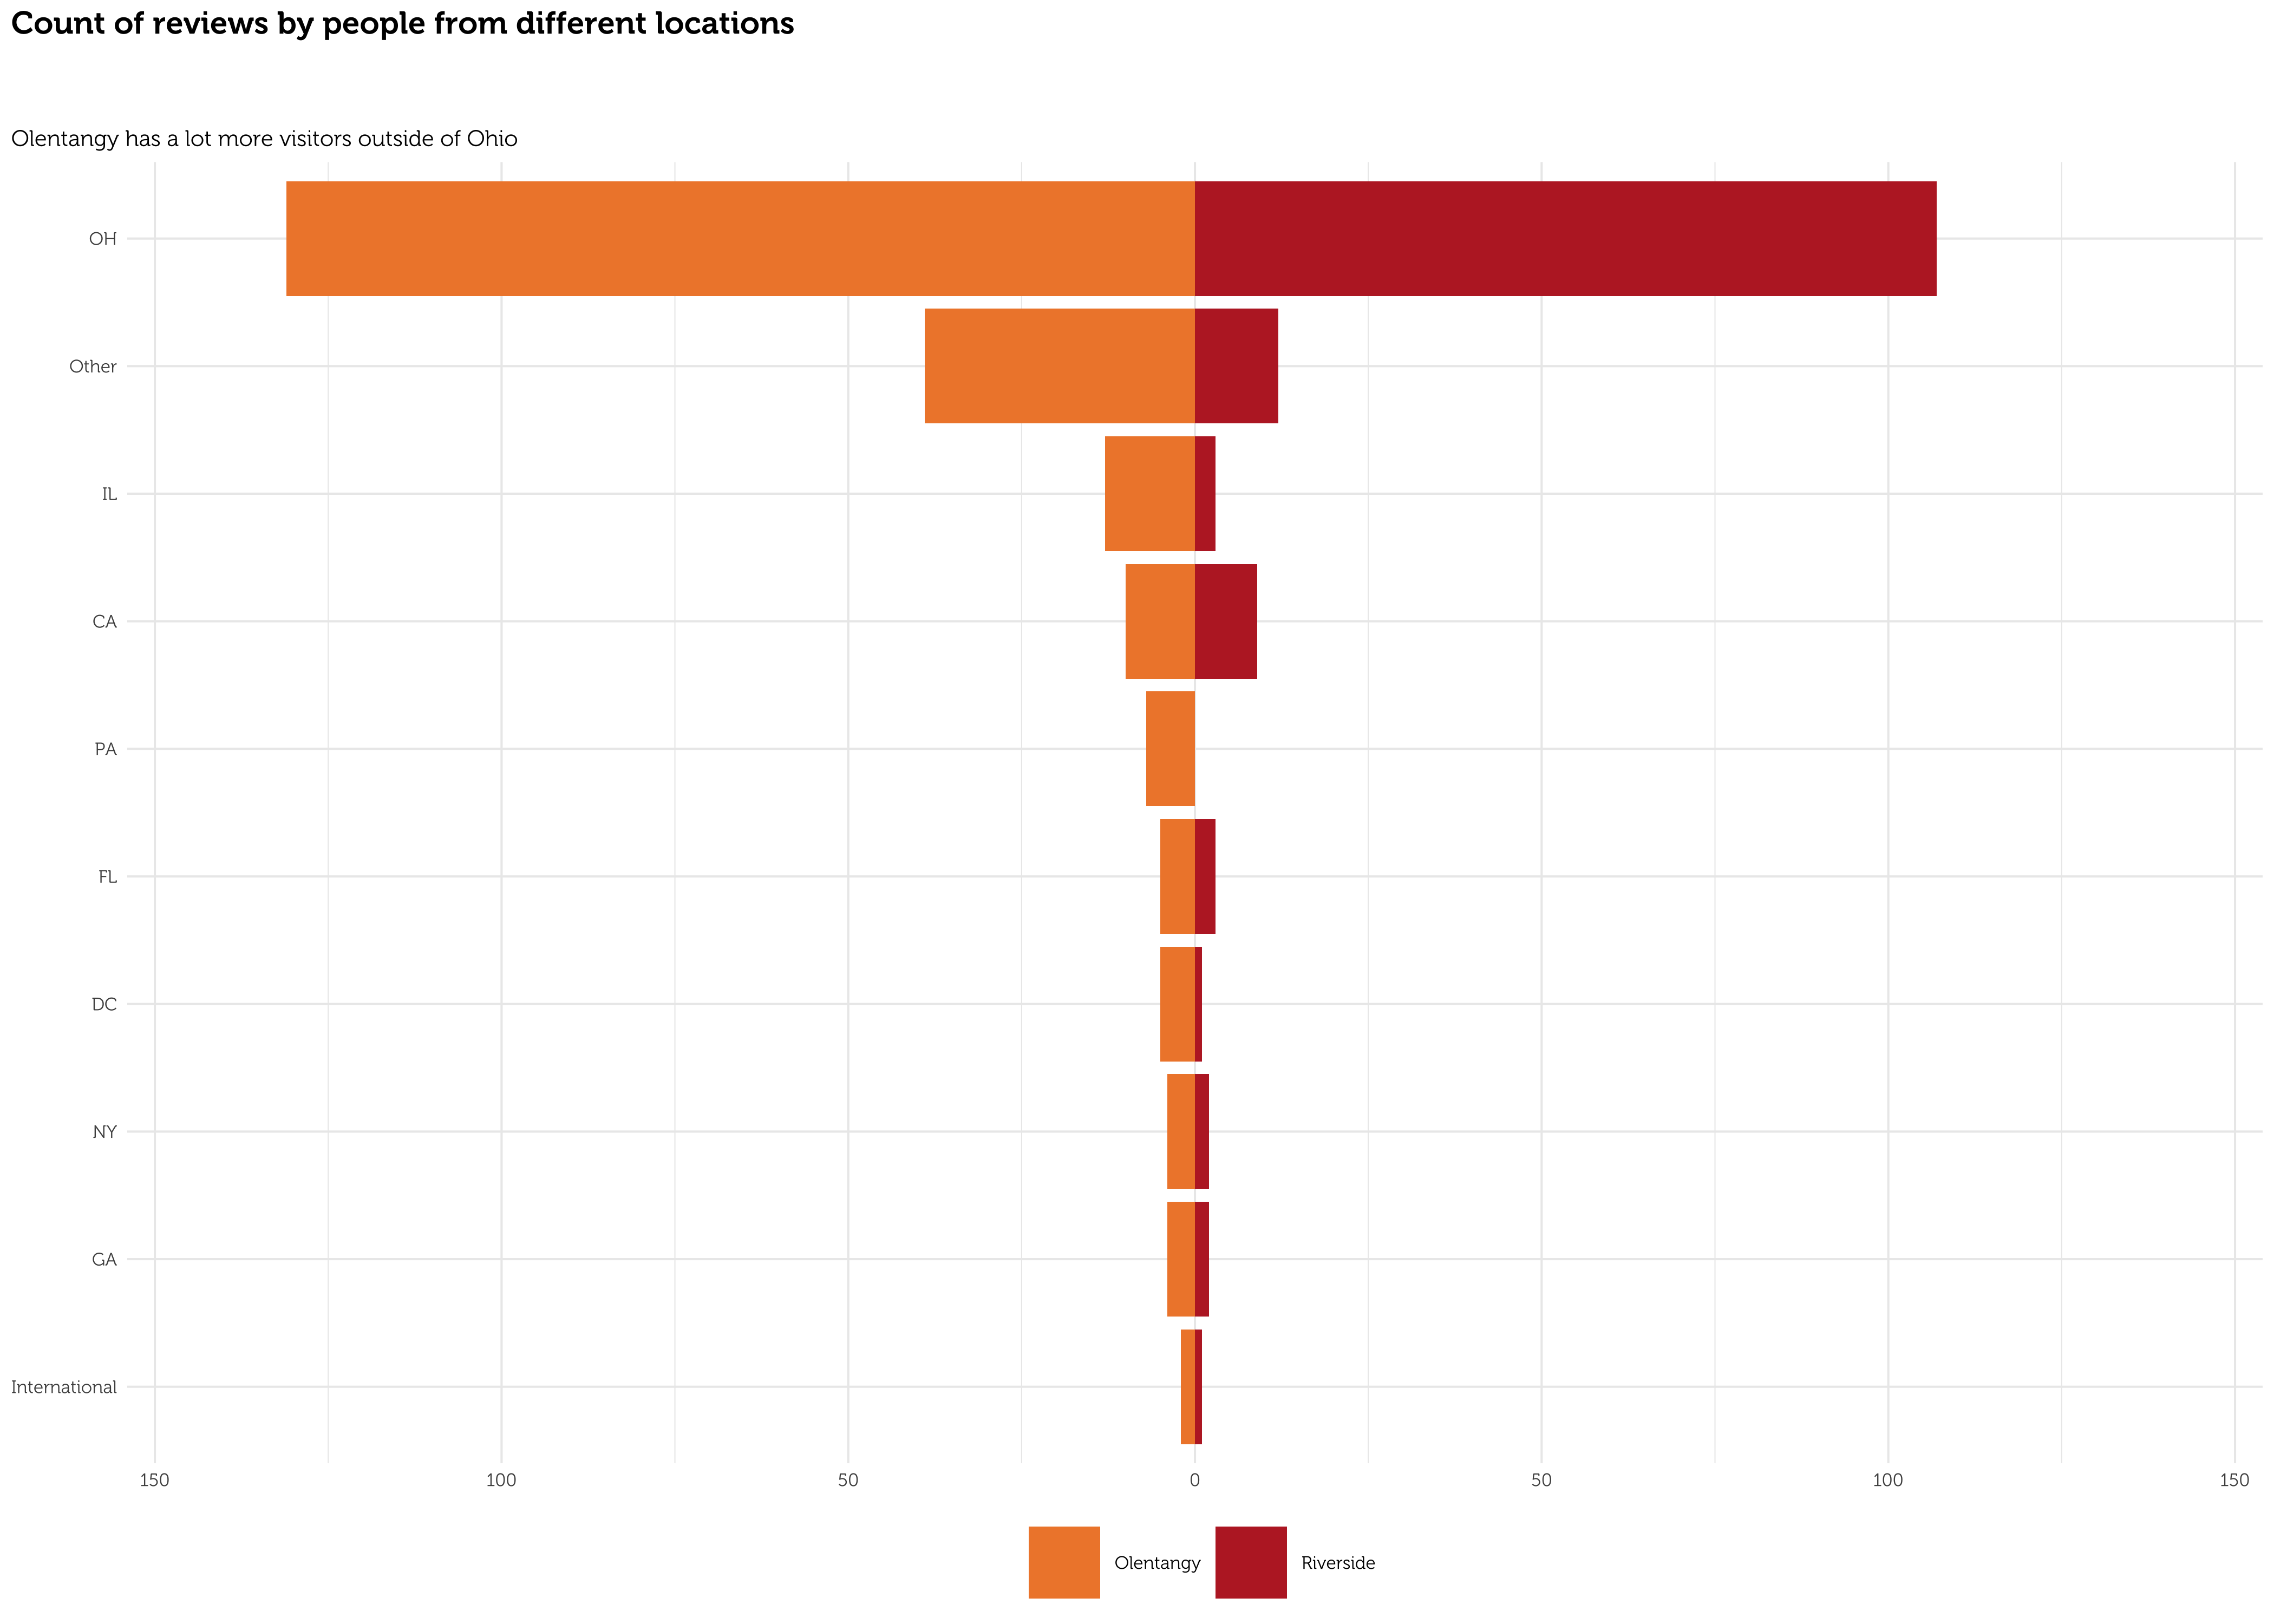 Count of reviews by people from different locations
Olentangy has a lot more visitors outside of Ohio
OH
Other
IL
CA
PA
FL
DC
NY
GA
International
150 100 50 0 50 100 150
Olentangy Riverside